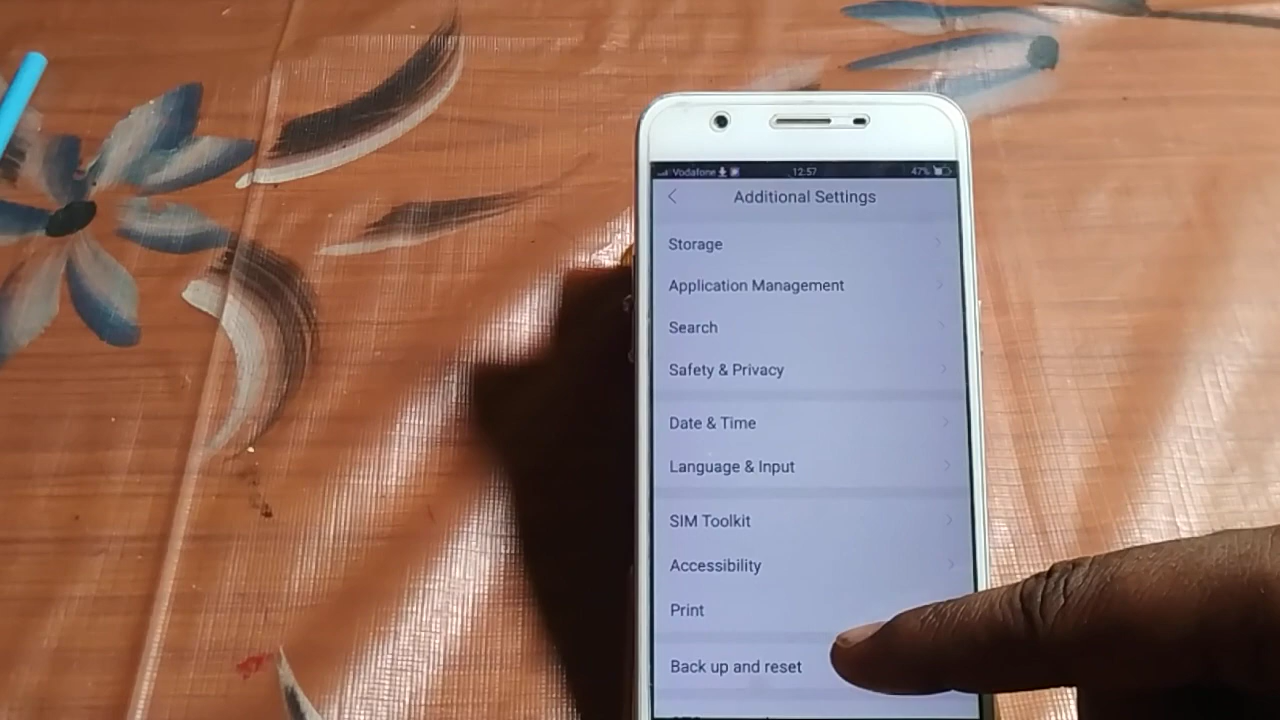 Vodafone 12:57 47%
Additional Settings
Storage
Application Management
Search
Safety & Privacy
Date & Time
Language & Input
SIM Toolkit
Accessibility
Print
Back up and reset